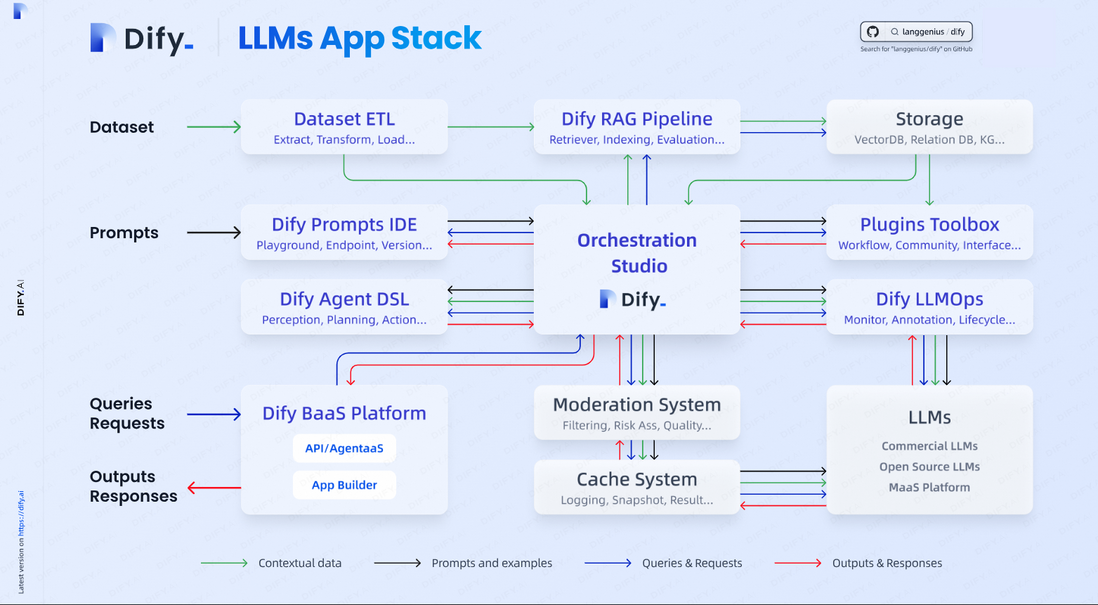 Dify_
LLMs App Stack
langgenius / dify
Search for "langgenius/dify" on GitHub
Dataset
Dataset ETL
Extract, Transform, Load...
Dify RAG Pipeline
Retriever, Indexing, Evaluation...
Storage
VectorDB, Relation DB, KG...
Prompts
Dify Prompts IDE
Playground, Endpoint, Version...
Orchestration
Studio
Dify_
Plugins Toolbox
Workflow, Community, Interface...
Dify Agent DSL
Perception, Planning, Action...
Dify LLMOps
Monitor, Annotation, Lifecycle...
DIFY.AI
Queries
Requests
Dify BaaS Platform
API/AgentaaS
App Builder
Moderation System
Filtering, Risk Ass, Quality...
LLMs
Commercial LLMs
Open Source LLMs
MaaS Platform
Outputs
Responses
Cache System
Logging, Snapshot, Result...
Latest version on https://dify.ai
Contextual data
Prompts and examples
Queries & Requests
Outputs & Responses